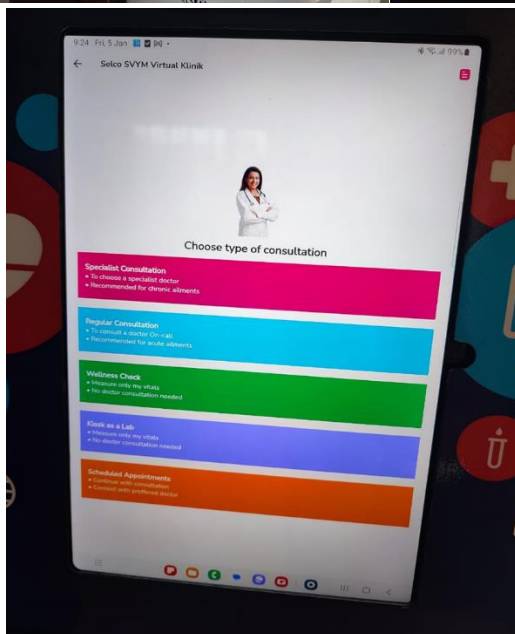 9:24 Fri, 5 Jan
99%
Selco SVYM Virtual Klinik
Choose type of consultation
Specialist Consultation
• To choose a specialist doctor
• Recommended for chronic ailments
Regular Consultation
• To consult a doctor On-call
• Recommended for acute ailments
Wellness Check
• Measure only my vitals
• No doctor consultation needed
Kiosk as a Lab
• Measure only my vitals
• No doctor consultation needed
Scheduled Appointments
• Continue with consultation
• Connect with preffered doctor